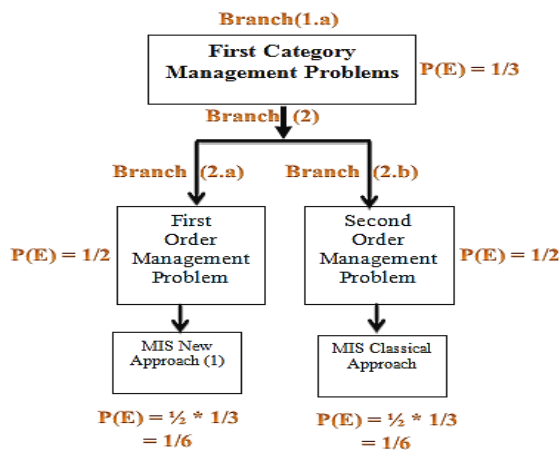 Branch(1.a)
First Category
Management Problems
P(E) = 1/3
Branch (2)
Branch (2.a)
Branch (2.b)
First
Order
Management
Problem
P(E) = 1/2
Second
Order
Management
Problem
P(E) = 1/2
MIS New
Approach (1)
MIS Classical
Approach
P(E) = ½ * 1/3
= 1/6
P(E) = ½ * 1/3
= 1/6